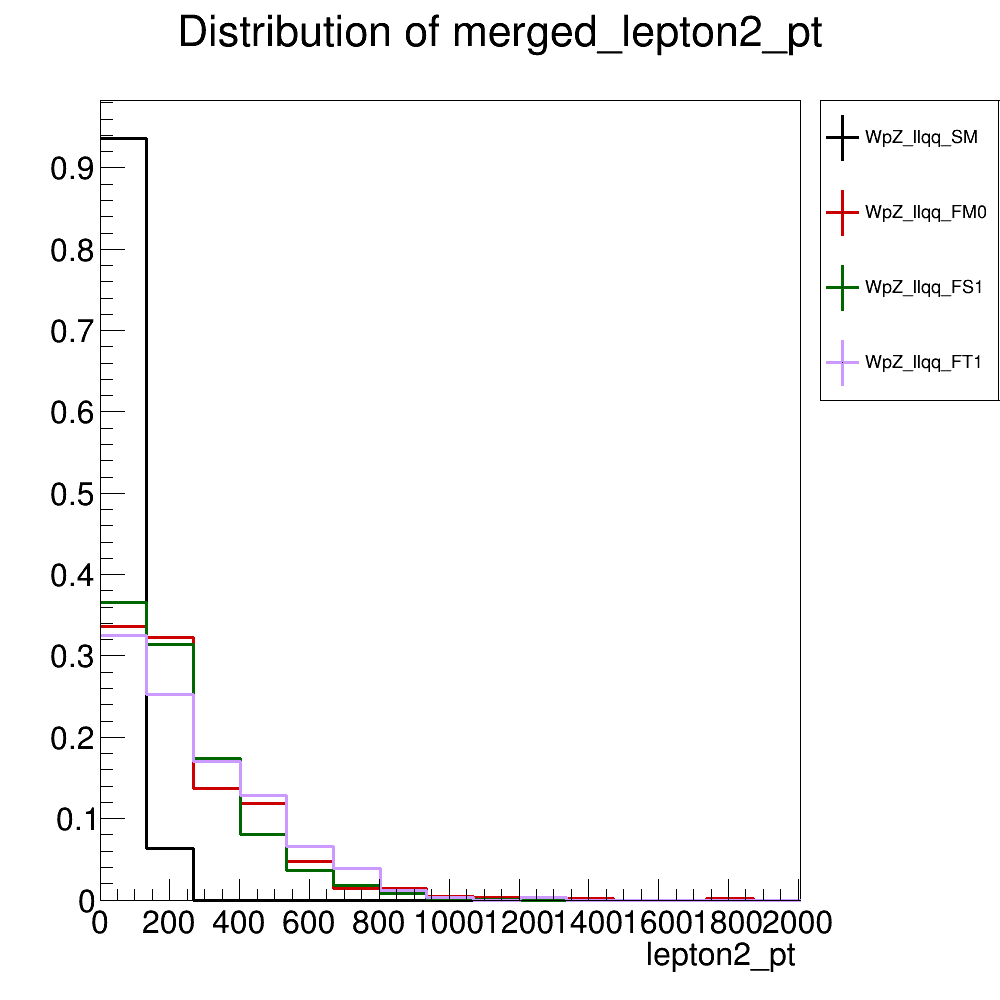 Distribution of merged_lepton2_pt
WpZ_llqq_SM
WpZ_llqq_FM0
WpZ_llqq_FS1
WpZ_llqq_FT1
0.9
0.8
0.7
0.6
0.5
0.4
0.3
0.2
0.1
0
0 200 400 600 800 1000 1200 1400 1600 1800 2000
lepton2_pt